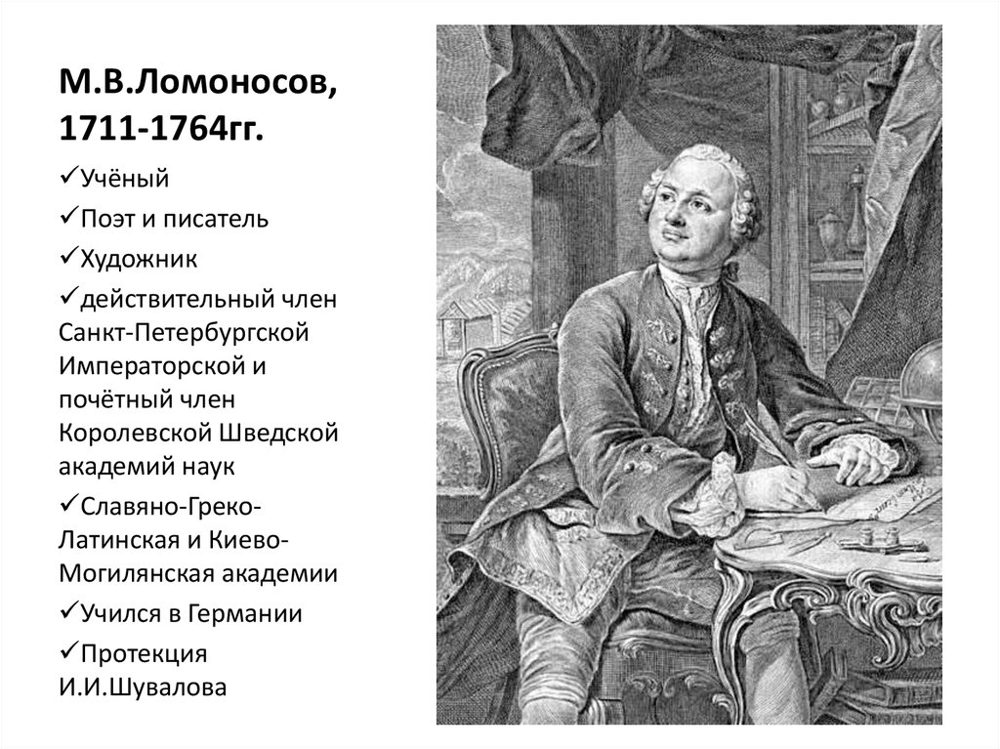 М.В.Ломоносов,
1711-1764гг.
✓Учёный
✓Поэт и писатель
✓Художник
✓действительный член
Санкт-Петербургской
Императорской и
почётный член
Королевской Шведской
академий наук
✓Славяно-Греко-
Латинская и Киево-
Могилянская академии
✓Учился в Германии
✓Протекция
И.И.Шувалова